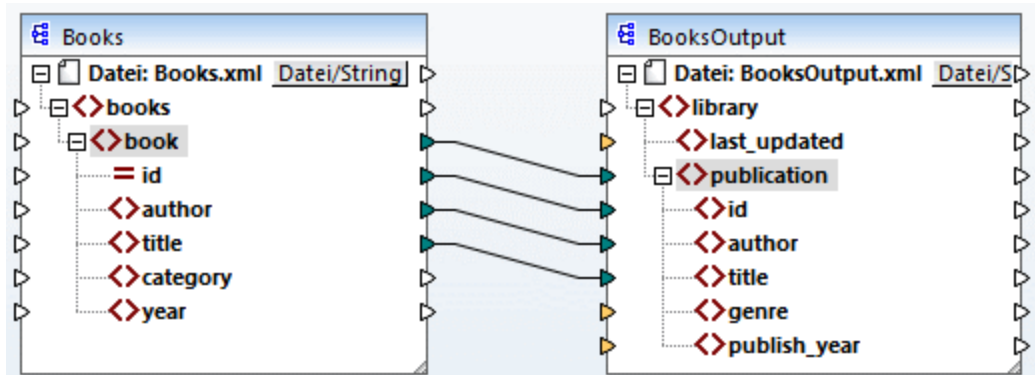 Books
Datei: Books.xml Datei/String
books
book
id
author
title
category
year
BooksOutput
Datei: BooksOutput.xml Datei/S
library
last_updated
publication
id
author
title
genre
publish_year